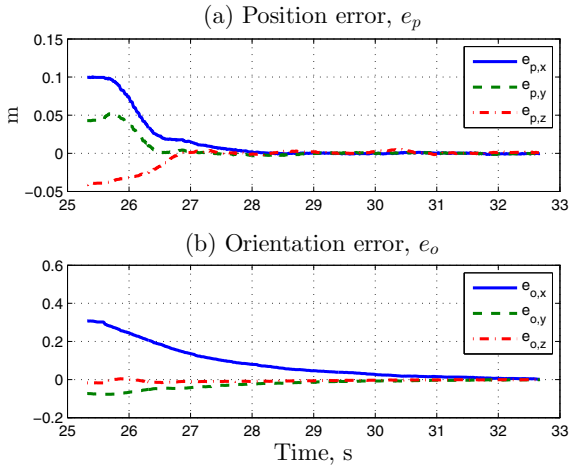 (a) Position error, e_p
m
0.15
0.1
0.05
0
−0.05
e_p,x
e_p,y
e_p,z
25 26 27 28 29 30 31 32 33
(b) Orientation error, e_o
0.6
0.4
0.2
0
−0.2
e_o,x
e_o,y
e_o,z
25 26 27 28 29 30 31 32 33
Time, s